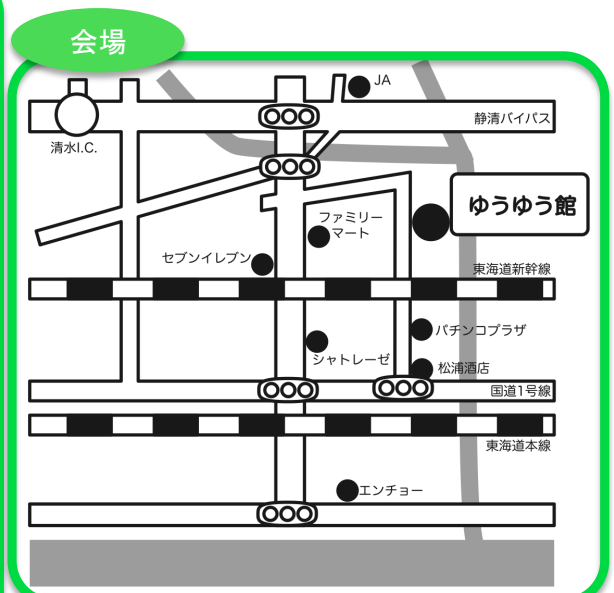 会場
JA
静清バイパス
清水I.C.
ゆうゆう館
ファミリー
マート
セブンイレブン
東海道新幹線
パチンコプラザ
シャトレーゼ
松浦酒店
国道1号線
東海道本線
エンチョー